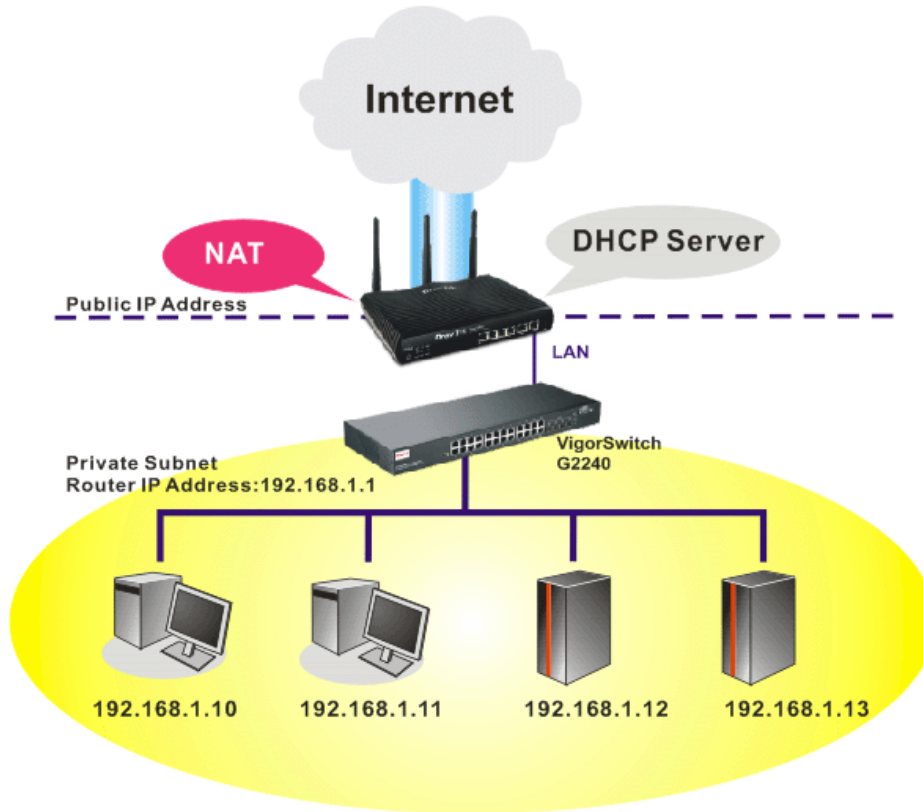 Internet
NAT
DHCP Server
Public IP Address
LAN
VigorSwitch
G2240
Private Subnet
Router IP Address:192.168.1.1
192.168.1.10
192.168.1.11
192.168.1.12
192.168.1.13